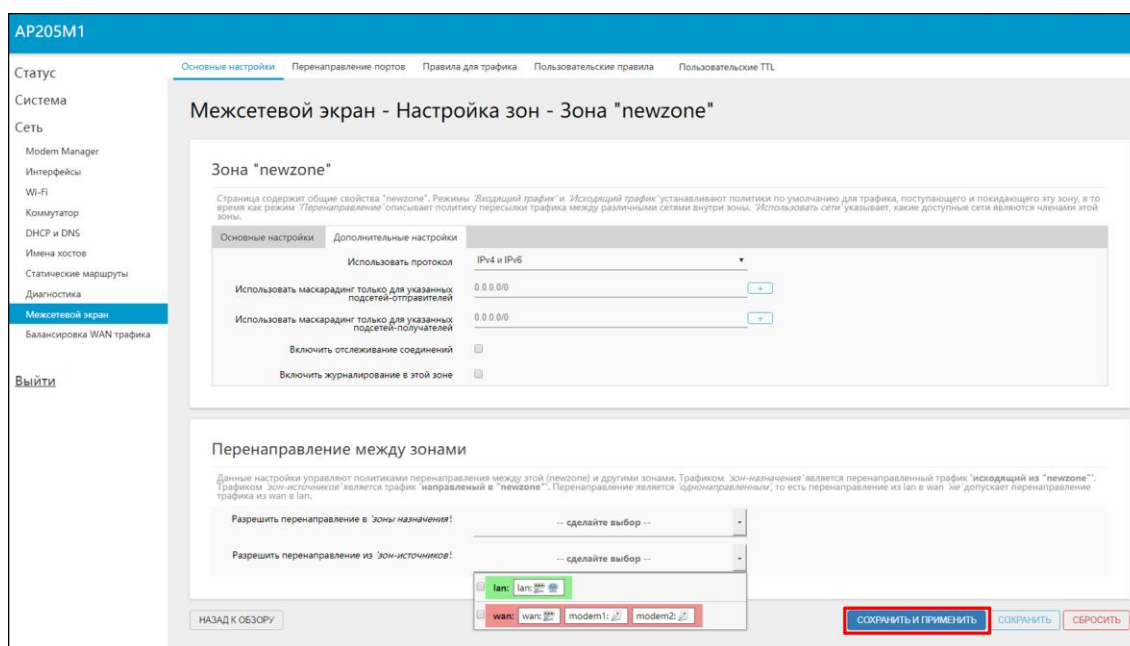 AP205M1
Статус
Система
Сеть
Modem Manager
Интерфейсы
Wi-Fi
Коммутатор
DHCP и DNS
Имена хостов
Статические маршруты
Диагностика
Межсетевой экран
Балансировка WAN трафика
Выйти
Основные настройки Перенаправление портов Правила для трафика Пользовательские правила Пользовательские TTL
Межсетевой экран - Настройка зон - Зона "newzone"
Зона "newzone"
Страница содержит общие свойства "newzone". Режимы 'Входящий трафик' и 'Исходящий трафик' устанавливают политики по умолчанию для трафика, поступающего и покидающего эту зону, в то
время как режим 'Перенаправление' описывает политику пересылки трафика между различными сетями внутри зоны. 'Использовать сети' указывает, какие доступные сети являются членами этой
зоны.
Основные настройки Дополнительные настройки
Использовать протокол IPv4 и IPv6
Использовать маскарадинг только для указанных
подсетей-отправителей
0.0.0.0/0 +
Использовать маскарадинг только для указанных
подсетей-получателей
0.0.0.0/0 +
Включить отслеживание соединений
Включить журналирование в этой зоне
Перенаправление между зонами
Данные настройки управляют политиками перенаправления между этой (newzone) и другими зонами. Трафиком 'зон-назначения' является перенаправленный трафик 'исходящий из "newzone"'.
Трафиком 'зон-источников' является трафик 'направленый в "newzone"'. Перенаправление является 'однонаправленным', то есть перенаправление из lan в wan 'не' допускает перенаправление
трафика из wan в lan.
Разрешить перенаправление в 'зоны назначения'! -- сделайте выбор --
Разрешить перенаправление из 'зон-источников'! -- сделайте выбор --
lan: lan:
wan: wan: modem1: modem2:
НАЗАД К ОБЗОРУ СОХРАНИТЬ И ПРИМЕНИТЬ СОХРАНИТЬ СБРОСИТЬ